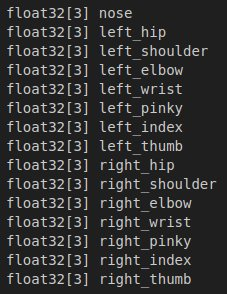 float32[3] nose
float32[3] left_hip
float32[3] left_shoulder
float32[3] left_elbow
float32[3] left_wrist
float32[3] left_pinky
float32[3] left_index
float32[3] left_thumb
float32[3] right_hip
float32[3] right_shoulder
float32[3] right_elbow
float32[3] right_wrist
float32[3] right_pinky
float32[3] right_index
float32[3] right_thumb